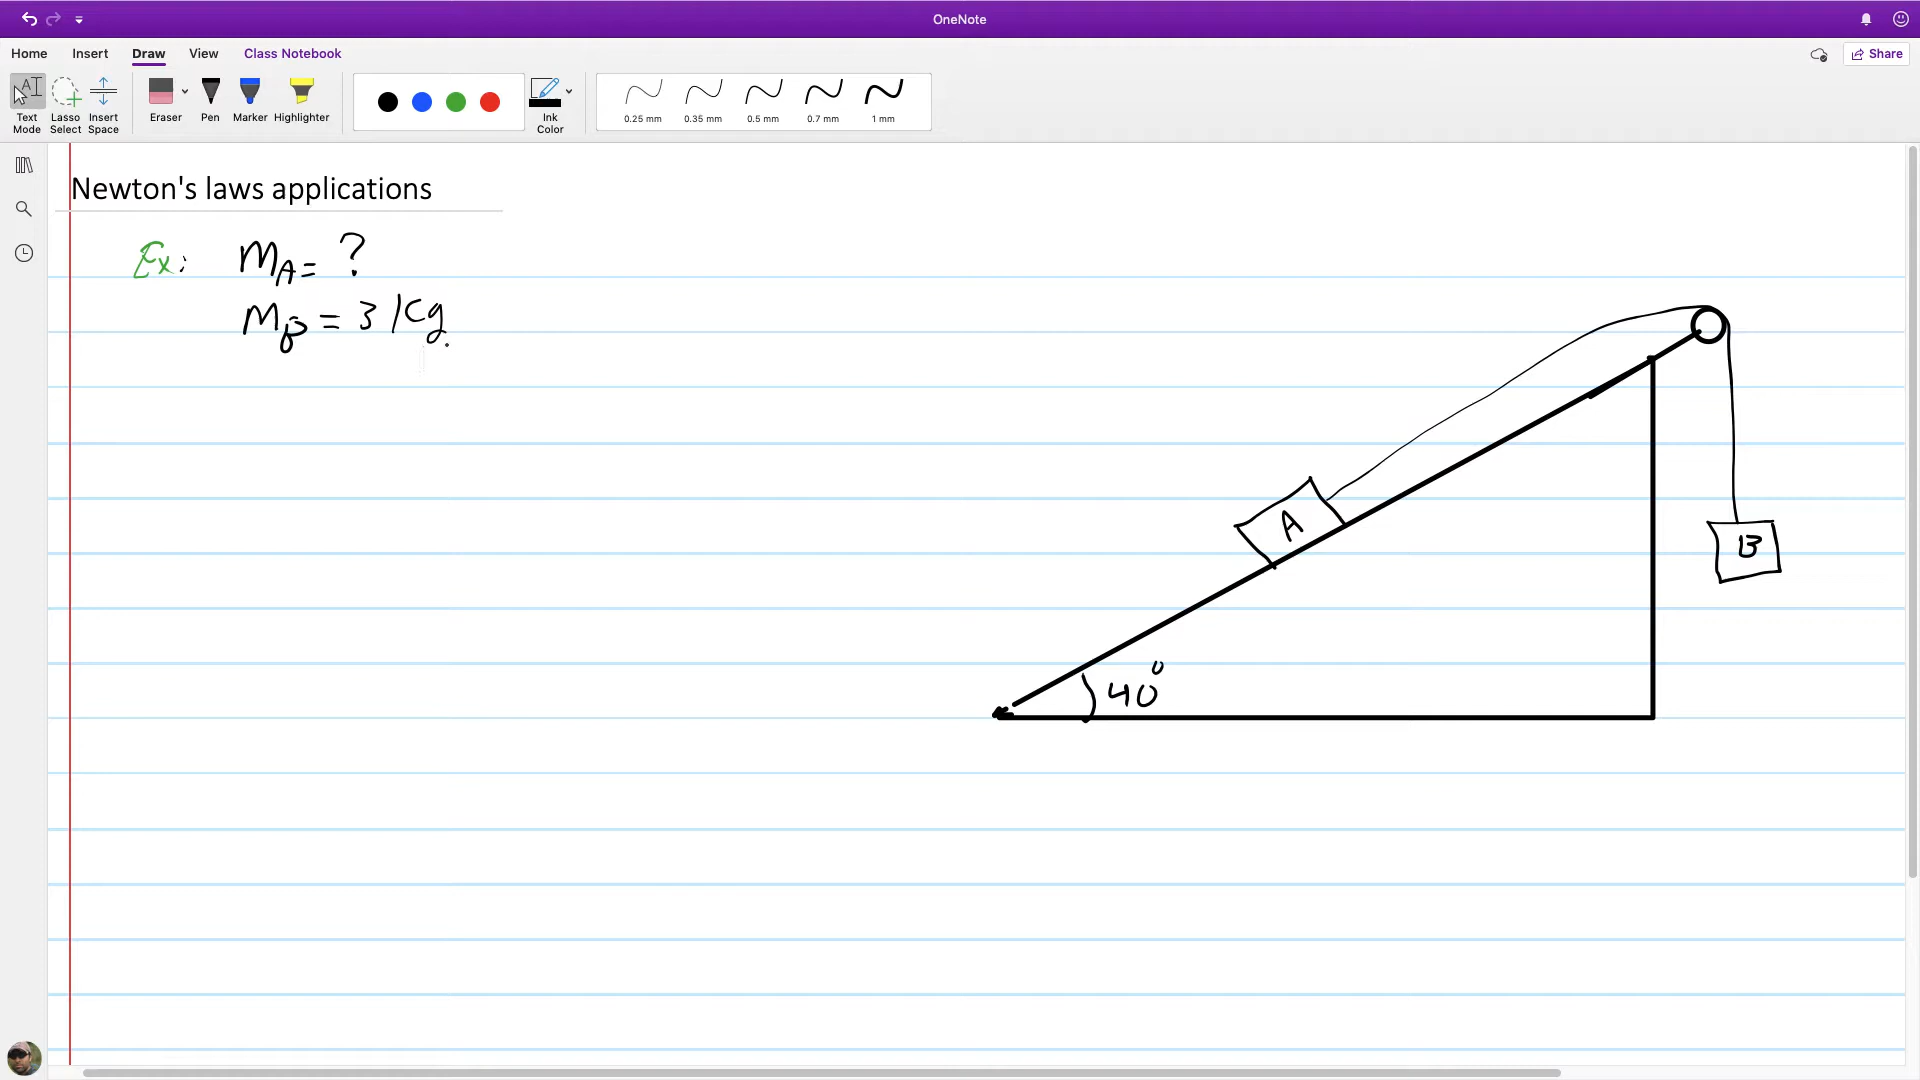 OneNote
Home Insert Draw View Class Notebook
Share
Text Mode
Lasso Select
Insert Space
Eraser
Pen
Marker
Highlighter
Ink Color
0.25 mm 0.35 mm 0.5 mm 0.7 mm 1 mm
Newton's laws applications
Ex: mA = ?
mB = 3 Kg.
A
B
40°